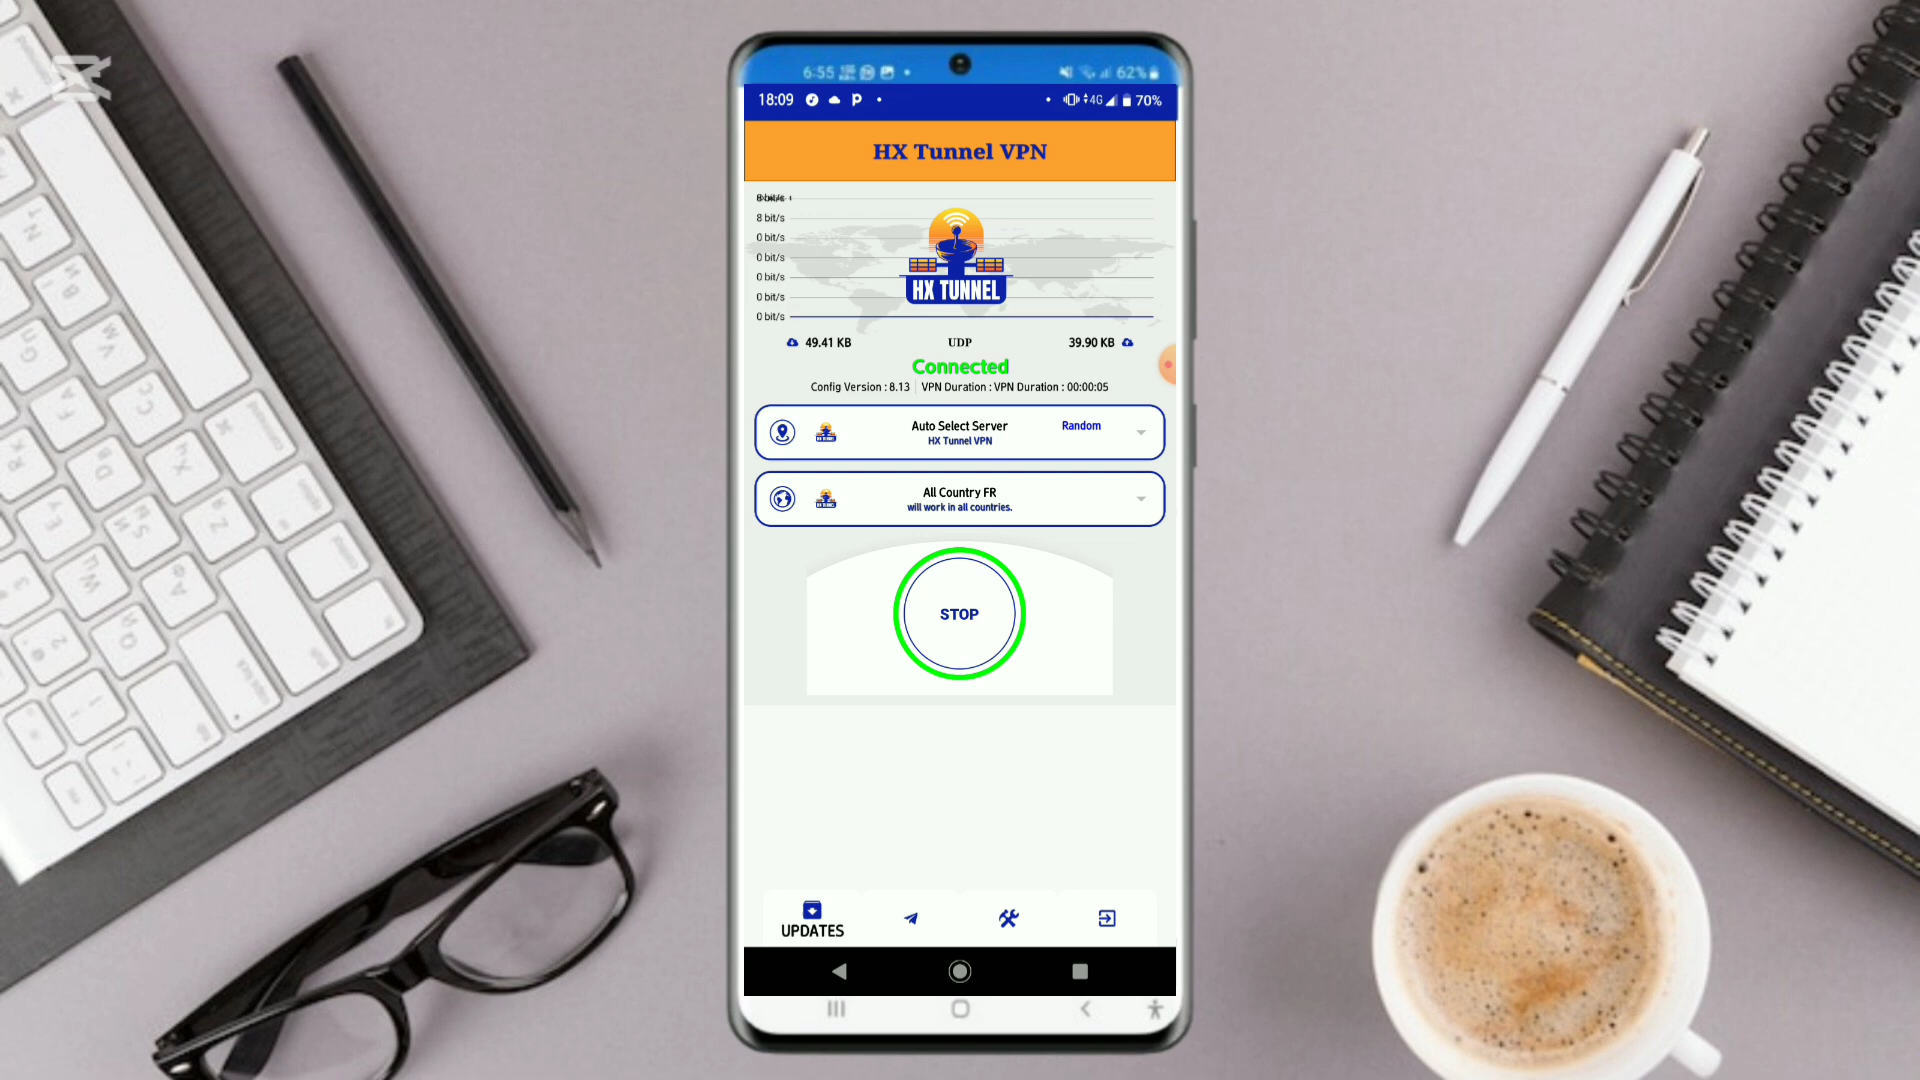 6:55
62%
18:09
4G
70%
HX Tunnel VPN
8 bit/s
0 bit/s
0 bit/s
0 bit/s
0 bit/s
0 bit/s
HX TUNNEL
49.41 KB
UDP
39.90 KB
Connected
Config Version : 8.13
VPN Duration : VPN Duration : 00:00:05
Auto Select Server
Random
HX Tunnel VPN
All Country FR
will work in all countries.
STOP
UPDATES